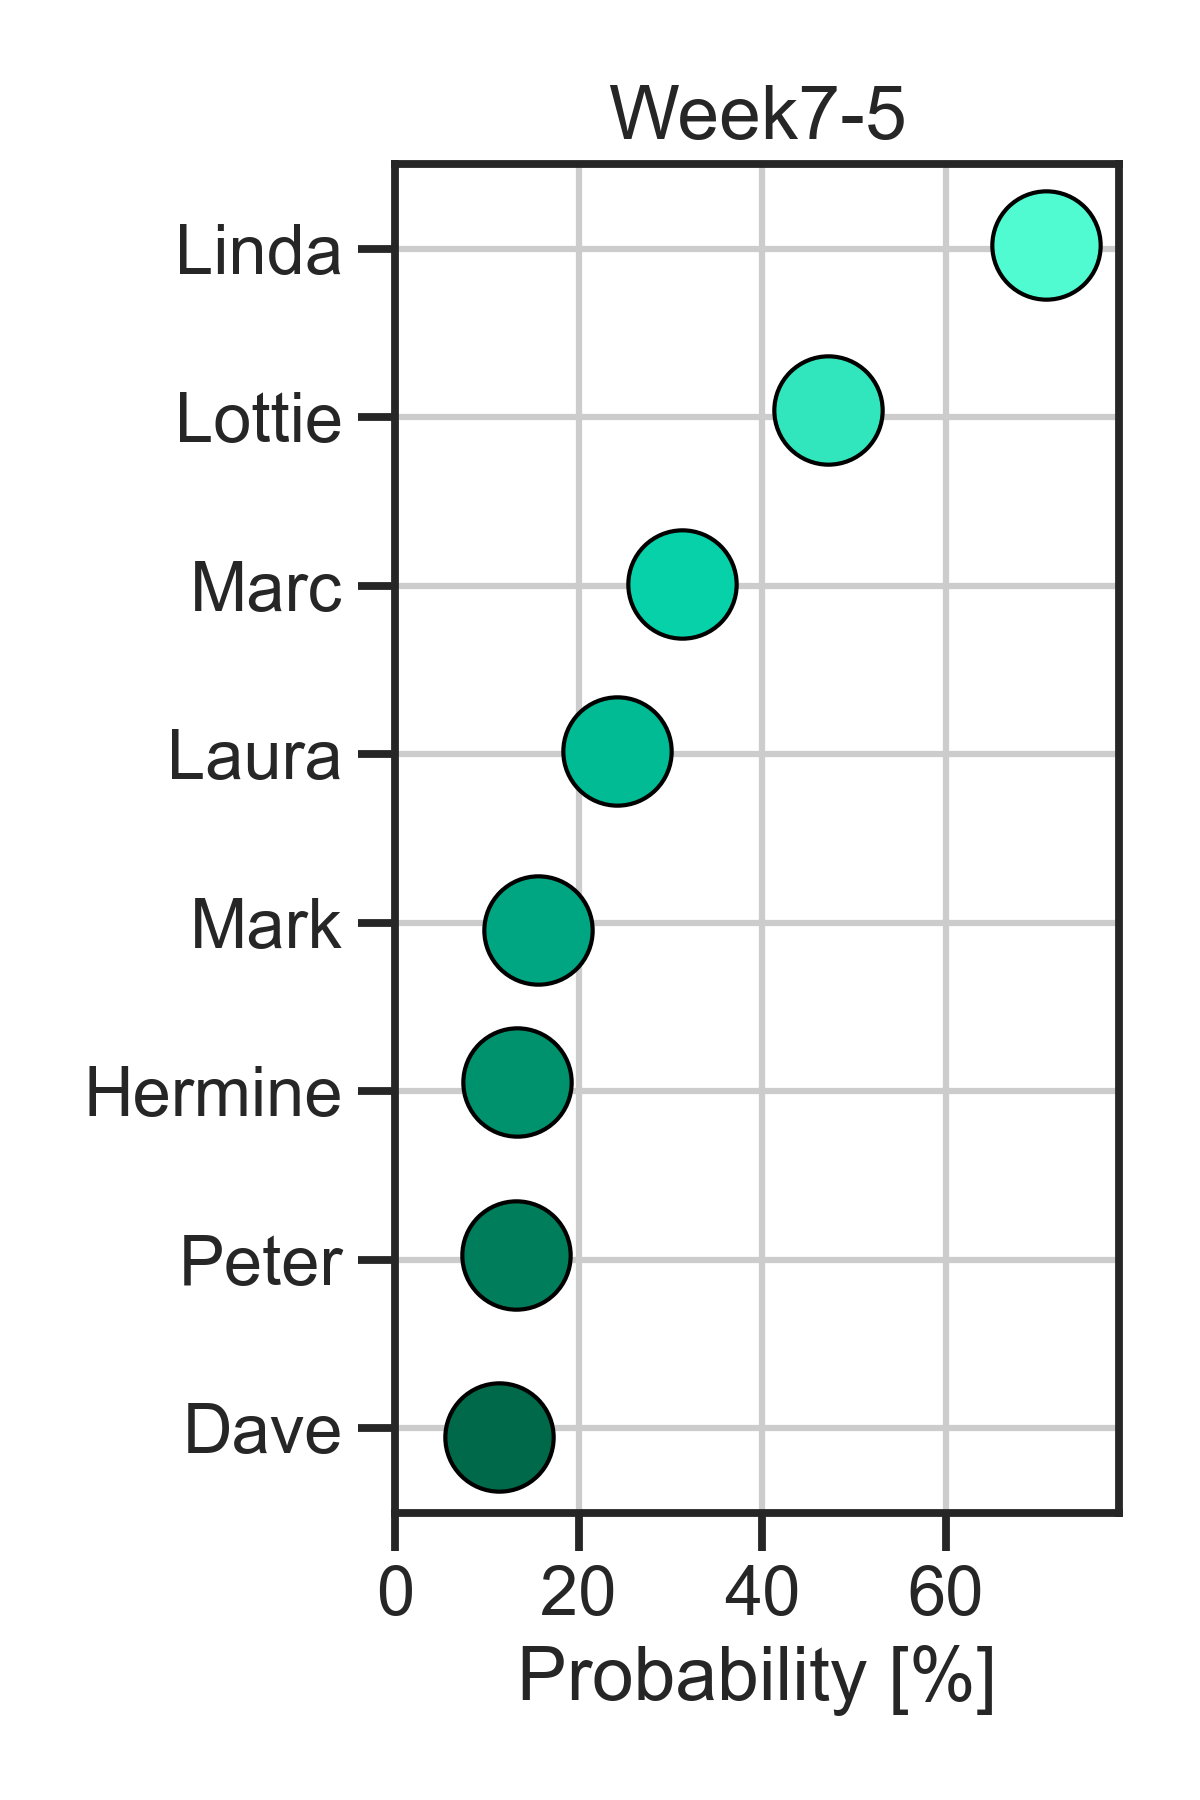 Week7-5
Linda
Lottie
Marc
Laura
Mark
Hermine
Peter
Dave
0 20 40 60
Probability [%]